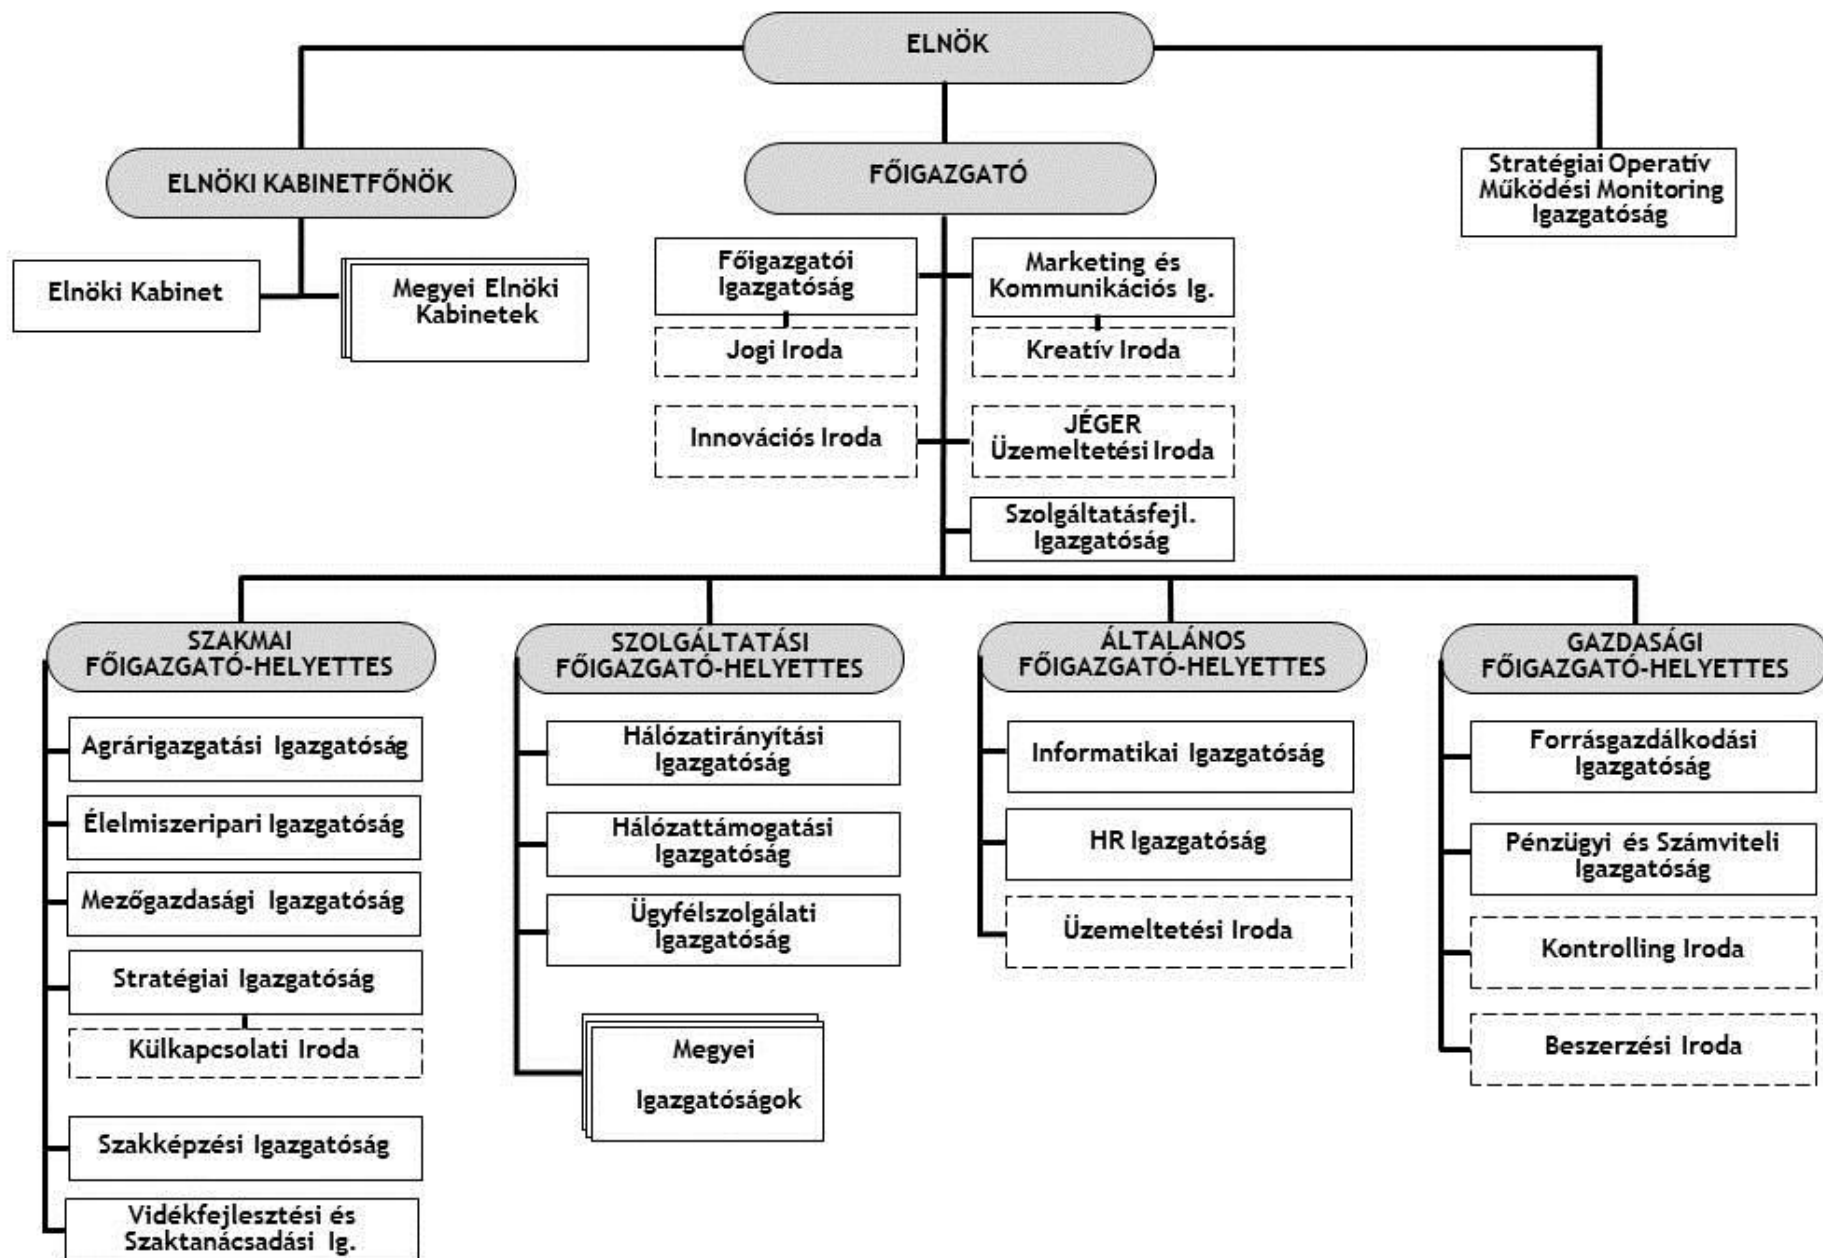 ELNÖK
ELNÖKI KABINETFŐNÖK
FŐIGAZGATÓ
Stratégiai Operatív
Működési Monitoring
Igazgatóság
Elnöki Kabinet
Megyei Elnöki
Kabinetek
Főigazgatói
Igazgatóság
Marketing és
Kommunikációs Ig.
Jogi Iroda
Kreatív Iroda
Innovációs Iroda
JÉGER
Üzemeltetési Iroda
Szolgáltatásfejl.
Igazgatóság
SZAKMAI
FŐIGAZGATÓ-HELYETTES
Agrárigazgatási Igazgatóság
Élelmiszeripari Igazgatóság
Mezőgazdasági Igazgatóság
Stratégiai Igazgatóság
Külkapcsolati Iroda
Szakképzési Igazgatóság
Vidékfejlesztési és
Szaktanácsadási Ig.
SZOLGÁLTATÁSI
FŐIGAZGATÓ-HELYETTES
Hálózatirányítási
Igazgatóság
Hálózattámogatási
Igazgatóság
Ügyfélszolgálati
Igazgatóság
Megyei
Igazgatóságok
ÁLTALÁNOS
FŐIGAZGATÓ-HELYETTES
Informatikai Igazgatóság
HR Igazgatóság
Üzemeltetési Iroda
GAZDASÁGI
FŐIGAZGATÓ-HELYETTES
Forrásgazdálkodási
Igazgatóság
Pénzügyi és Számviteli
Igazgatóság
Kontrolling Iroda
Beszerzési Iroda